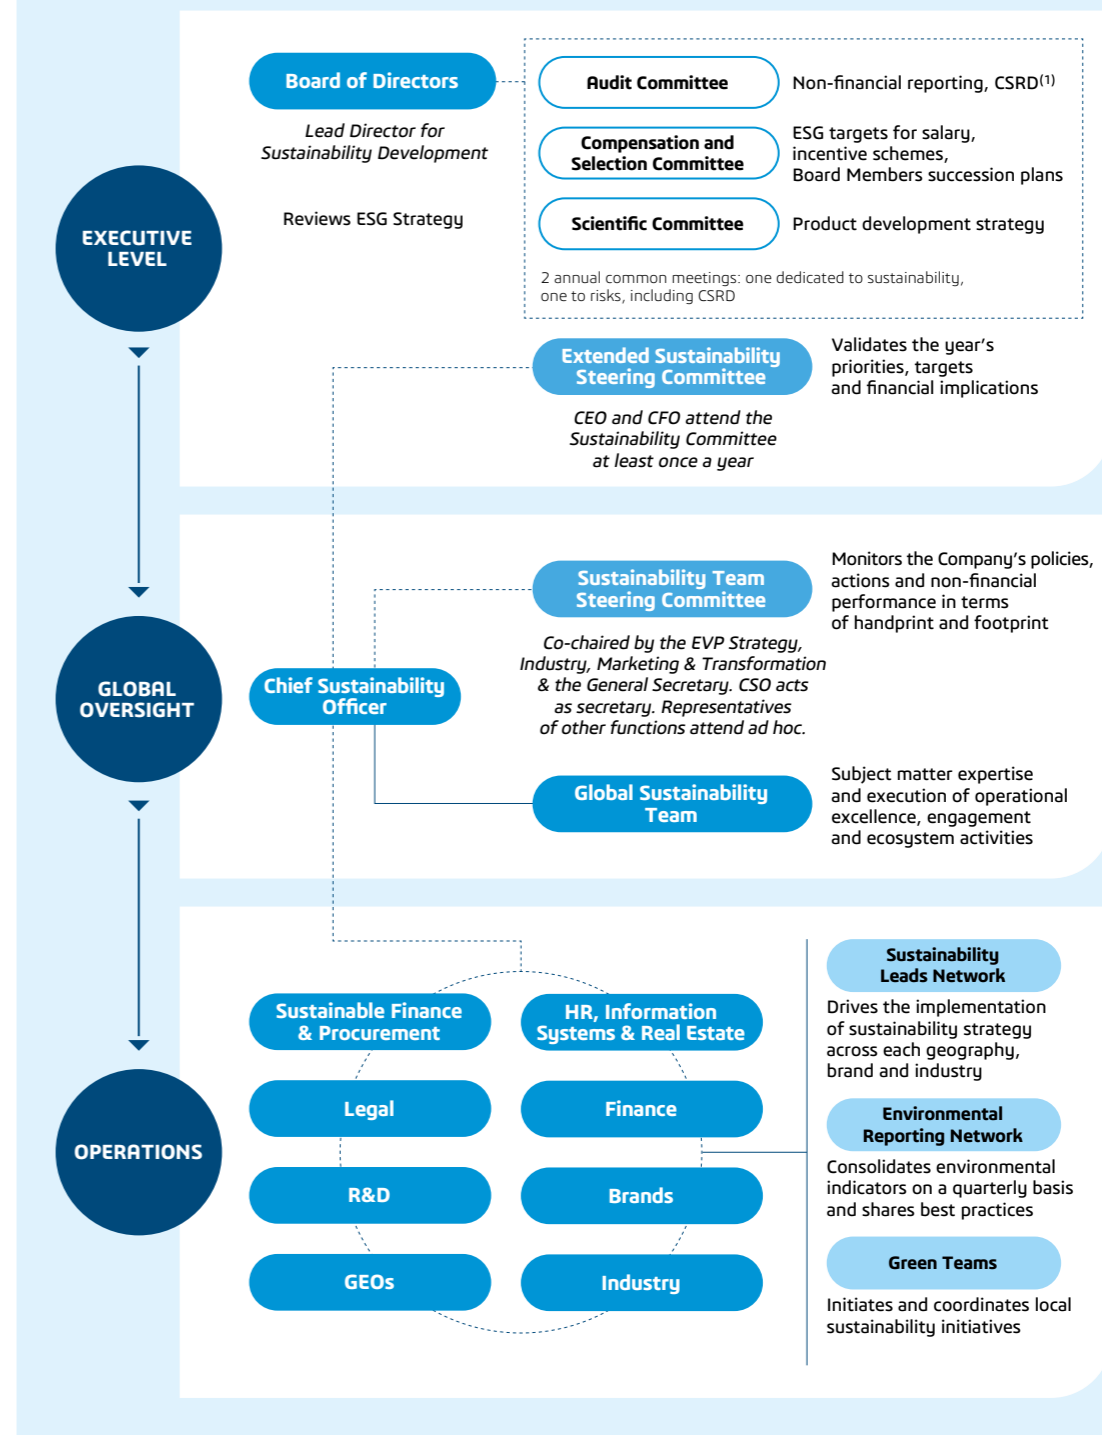 EXECUTIVE
LEVEL
Board of Directors
Lead Director for
Sustainability Development
Reviews ESG Strategy
Audit Committee
Non-financial reporting, CSRD(1)
Compensation and
Selection Committee
ESG targets for salary,
incentive schemes,
Board Members succession plans
Scientific Committee
Product development strategy
2 annual common meetings: one dedicated to sustainability,
one to risks, including CSRD
Extended Sustainability
Steering Committee
CEO and CFO attend the
Sustainability Committee
at least once a year
Validates the year’s
priorities, targets
and financial implications
GLOBAL
OVERSIGHT
Chief Sustainability
Officer
Sustainability Team
Steering Committee
Co-chaired by the EVP Strategy,
Industry, Marketing & Transformation
& the General Secretary. CSO acts
as secretary. Representatives
of other functions attend ad hoc.
Monitors the Company’s policies,
actions and non-financial
performance in terms
of handprint and footprint
Global Sustainability
Team
Subject matter expertise
and execution of operational
excellence, engagement
and ecosystem activities
OPERATIONS
Sustainable Finance
& Procurement
HR, Information
Systems & Real Estate
Legal
Finance
R&D
Brands
GEOs
Industry
Sustainability
Leads Network
Drives the implementation
of sustainability strategy
across each geography,
brand and industry
Environmental
Reporting Network
Consolidates environmental
indicators on a quarterly basis
and shares best practices
Green Teams
Initiates and coordinates local
sustainability initiatives